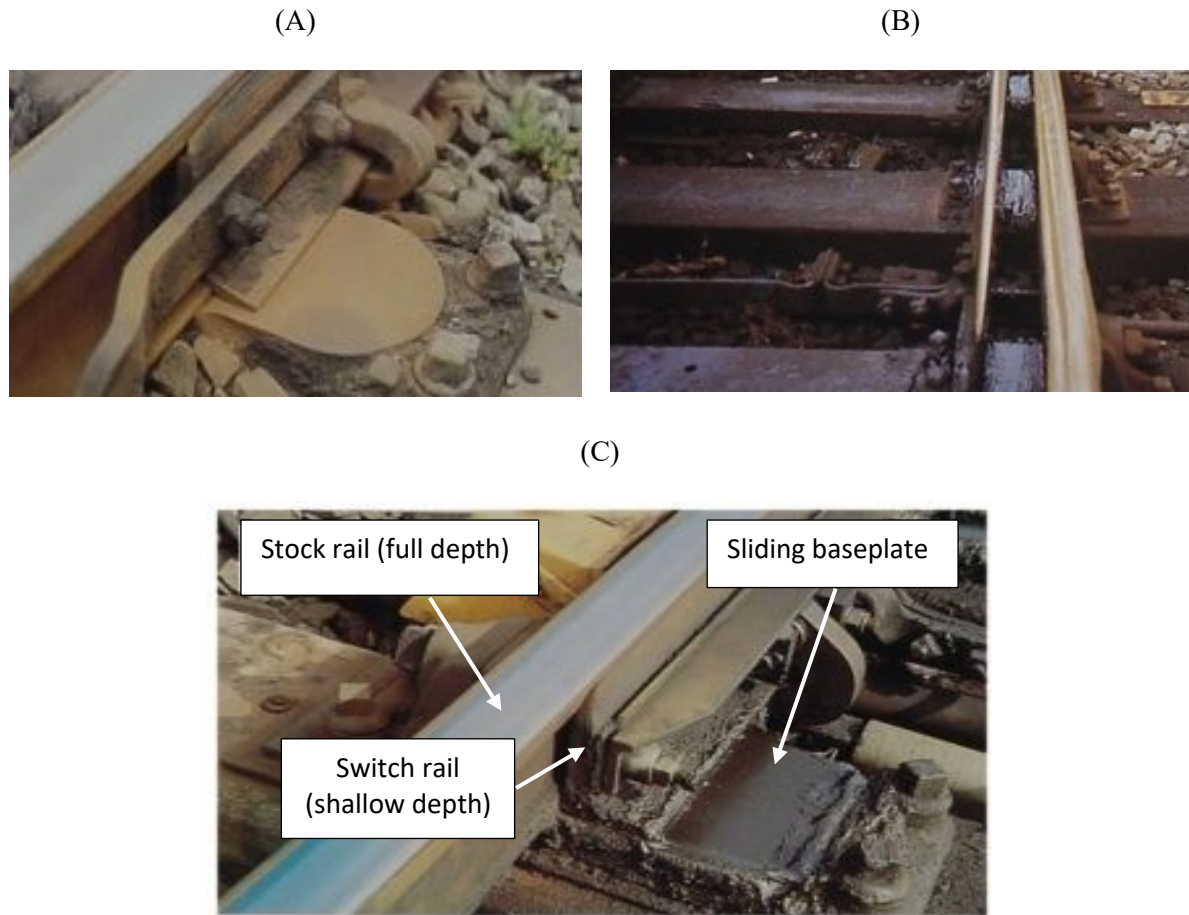 (A)
(B)
(C)
Stock rail (full depth)
Sliding baseplate
Switch rail
(shallow depth)